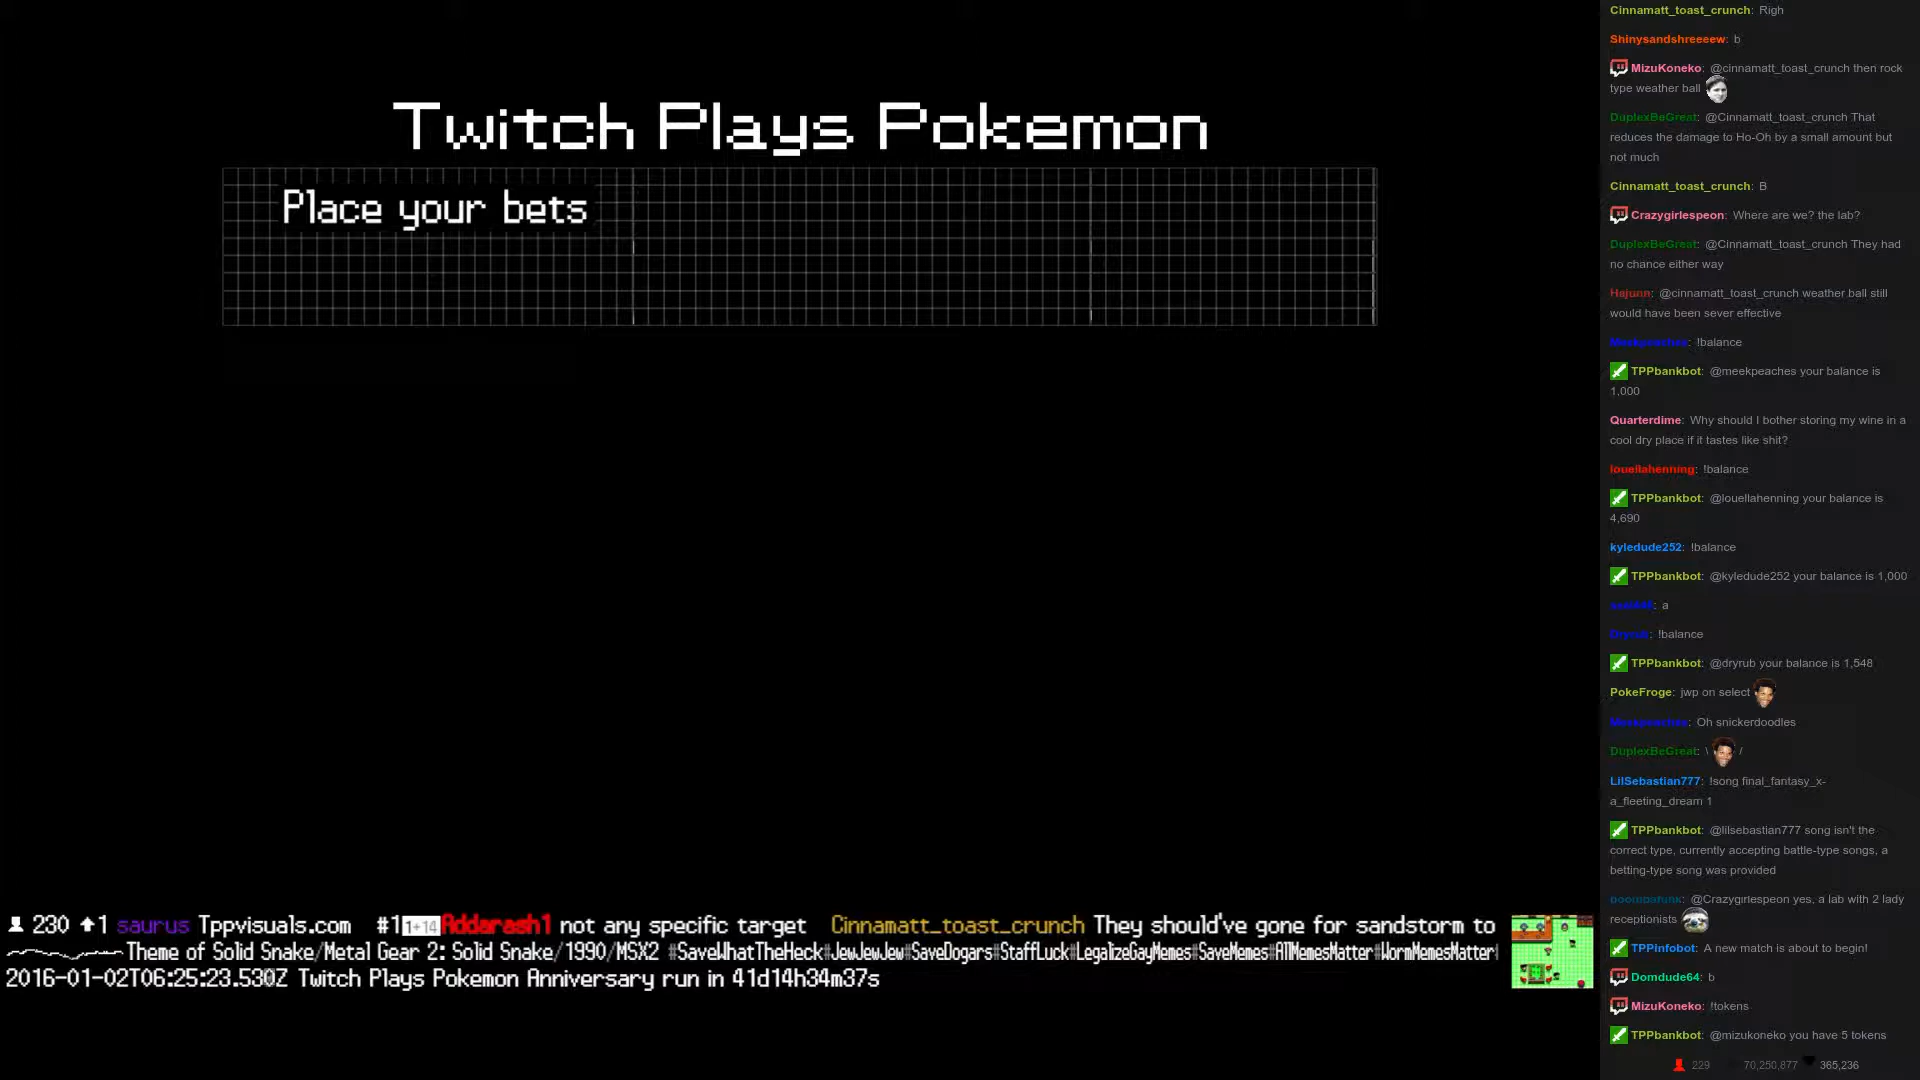 Twitch Plays Pokemon
Place your bets
230 1 saurus Tppvisuals.com #1 1+14 Addarash1 not any specific target Cinnamatt_toast_crunch They should've gone for sandstorm to
Theme of Solid Snake/Metal Gear 2: Solid Snake/1990/MSX2 #SaveWhatTheHeck#JewJewJew#SaveDogars#StaffLuck#LegalizeGayMemes#SaveMemes#AllMemesMatter#WormMemesMatter
2016-01-02T06:25:23.530Z Twitch Plays Pokemon Anniversary run in 41d14h34m37s
Cinnamatt_toast_crunch: Righ
Shinysandshreeeew: b
MizuKoneko: @cinnamatt_toast_crunch then rock
type weather ball
DuplexBeGreat: @Cinnamatt_toast_crunch That
reduces the damage to Ho-Oh by a small amount but
not much
Cinnamatt_toast_crunch: B
Crazygirlespeon: Where are we? the lab?
DuplexBeGreat: @Cinnamatt_toast_crunch They had
no chance either way
Hajunn: @cinnamatt_toast_crunch weather ball still
would have been sever effective
Meekpeaches: !balance
TPPbankbot: @meekpeaches your balance is
1,000
Quarterdime: Why should I bother storing my wine in a
cool dry place if it tastes like shit?
louellahenning: !balance
TPPbankbot: @louellahenning your balance is
4,690
kyledude252: !balance
TPPbankbot: @kyledude252 your balance is 1,000
: a
Dryrub: !balance
TPPbankbot: @dryrub your balance is 1,548
PokeFroge: jwp on select
Meekpeaches: Oh snickerdoodles
DuplexBeGreat: \ /
LilSebastian777: !song final_fantasy_x-
a_fleeting_dream 1
TPPbankbot: @lilsebastian777 song isn't the
correct type, currently accepting battle-type songs, a
betting-type song was provided
poompafunk: @Crazygirlespeon yes, a lab with 2 lady
receptionists
TPPInfobot: A new match is about to begin!
Domdude64: b
MizuKoneko: !tokens
TPPbankbot: @mizukoneko you have 5 tokens
229 70,250,877 365,236